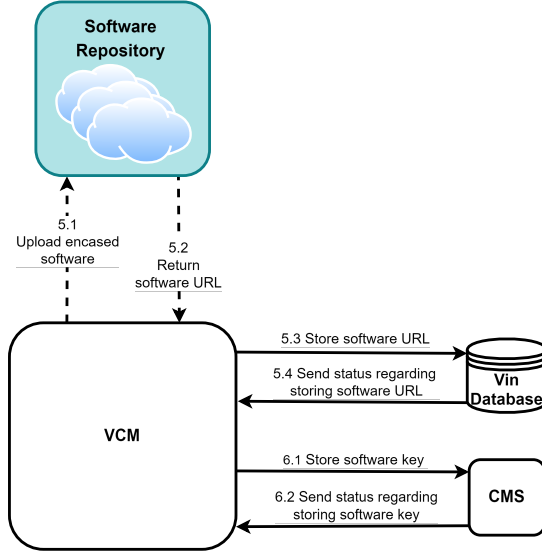 Software
Repository
5.1
Upload encased
software
5.2
Return
software URL
5.3 Store software URL
5.4 Send status regarding
storing software URL
Vin
Database
VCM
6.1 Store software key
6.2 Send status regarding
storing software key
CMS